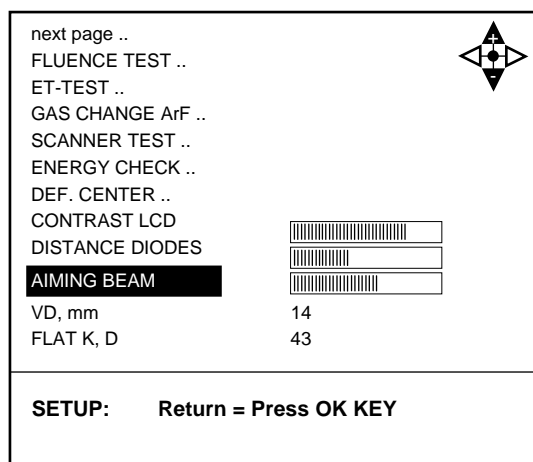 next page ..
FLUENCE TEST ..
ET-TEST ..
GAS CHANGE ArF ..
SCANNER TEST ..
ENERGY CHECK ..
DEF. CENTER ..
CONTRAST LCD
DISTANCE DIODES
AIMING BEAM
VD, mm 14
FLAT K, D 43
SETUP: Return = Press OK KEY
+
-